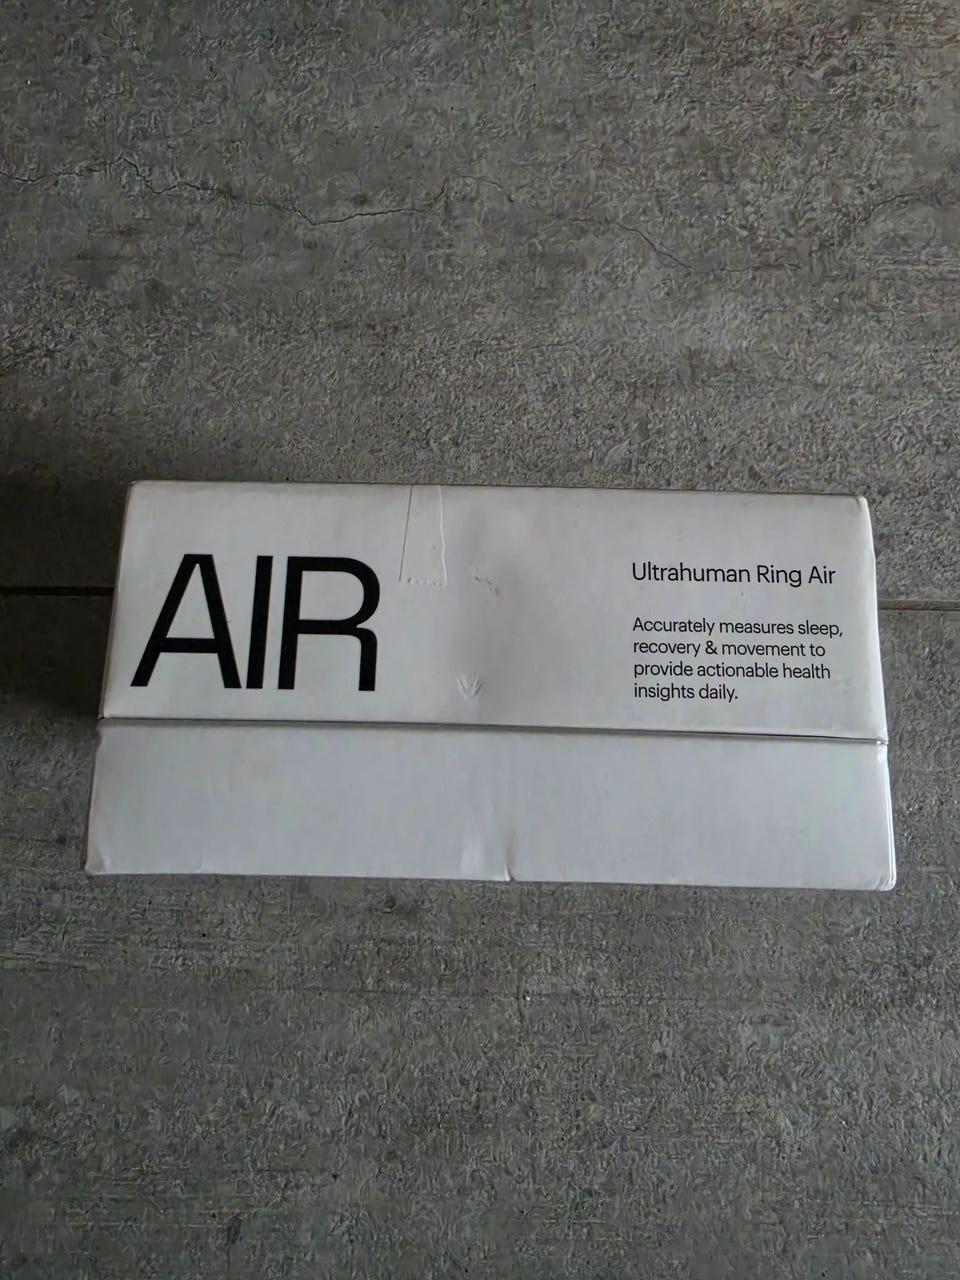 AIR
Ultrahuman Ring Air
Accurately measures sleep,
recovery & movement to
provide actionable health
insights daily.